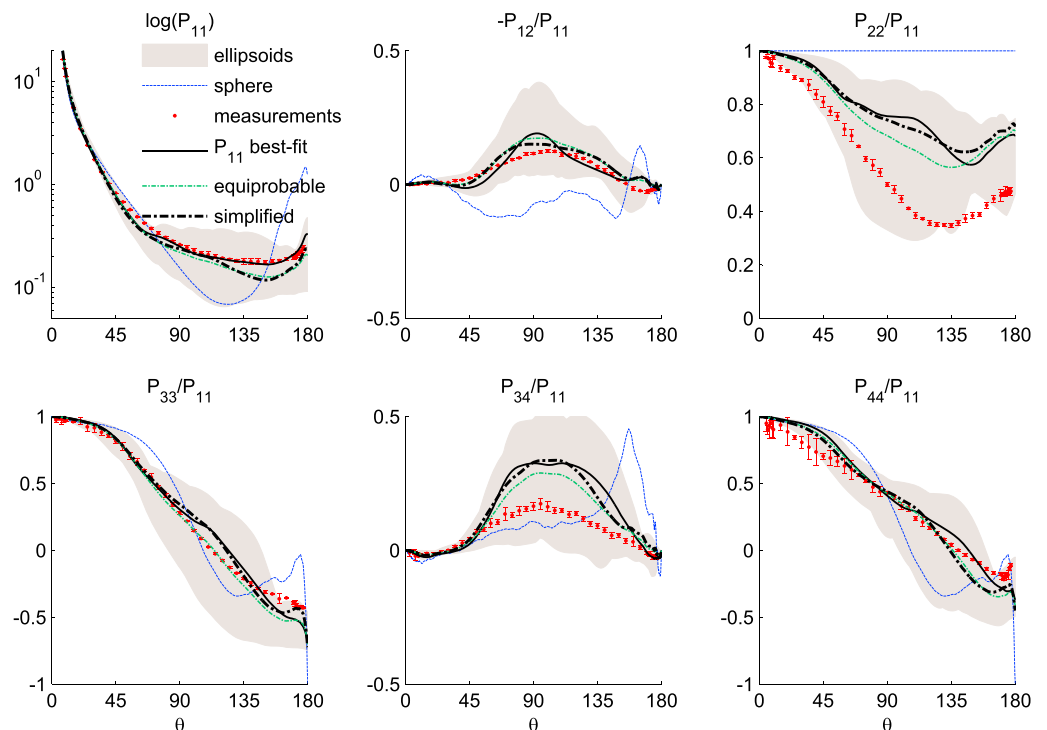 log(P11)
ellipsoids
sphere
measurements
P11 best-fit
equiprobable
simplified
10^1
10^0
10^-1
0 45 90 135 180
-P12/P11
0.5
0
-0.5
0 45 90 135 180
P22/P11
1
0.8
0.6
0.4
0.2
0
0 45 90 135 180
P33/P11
1
0.5
0
-0.5
-1
0 45 90 135 180
θ
P34/P11
0.5
0
-0.5
0 45 90 135 180
θ
P44/P11
1
0.5
0
-0.5
-1
0 45 90 135 180
θ